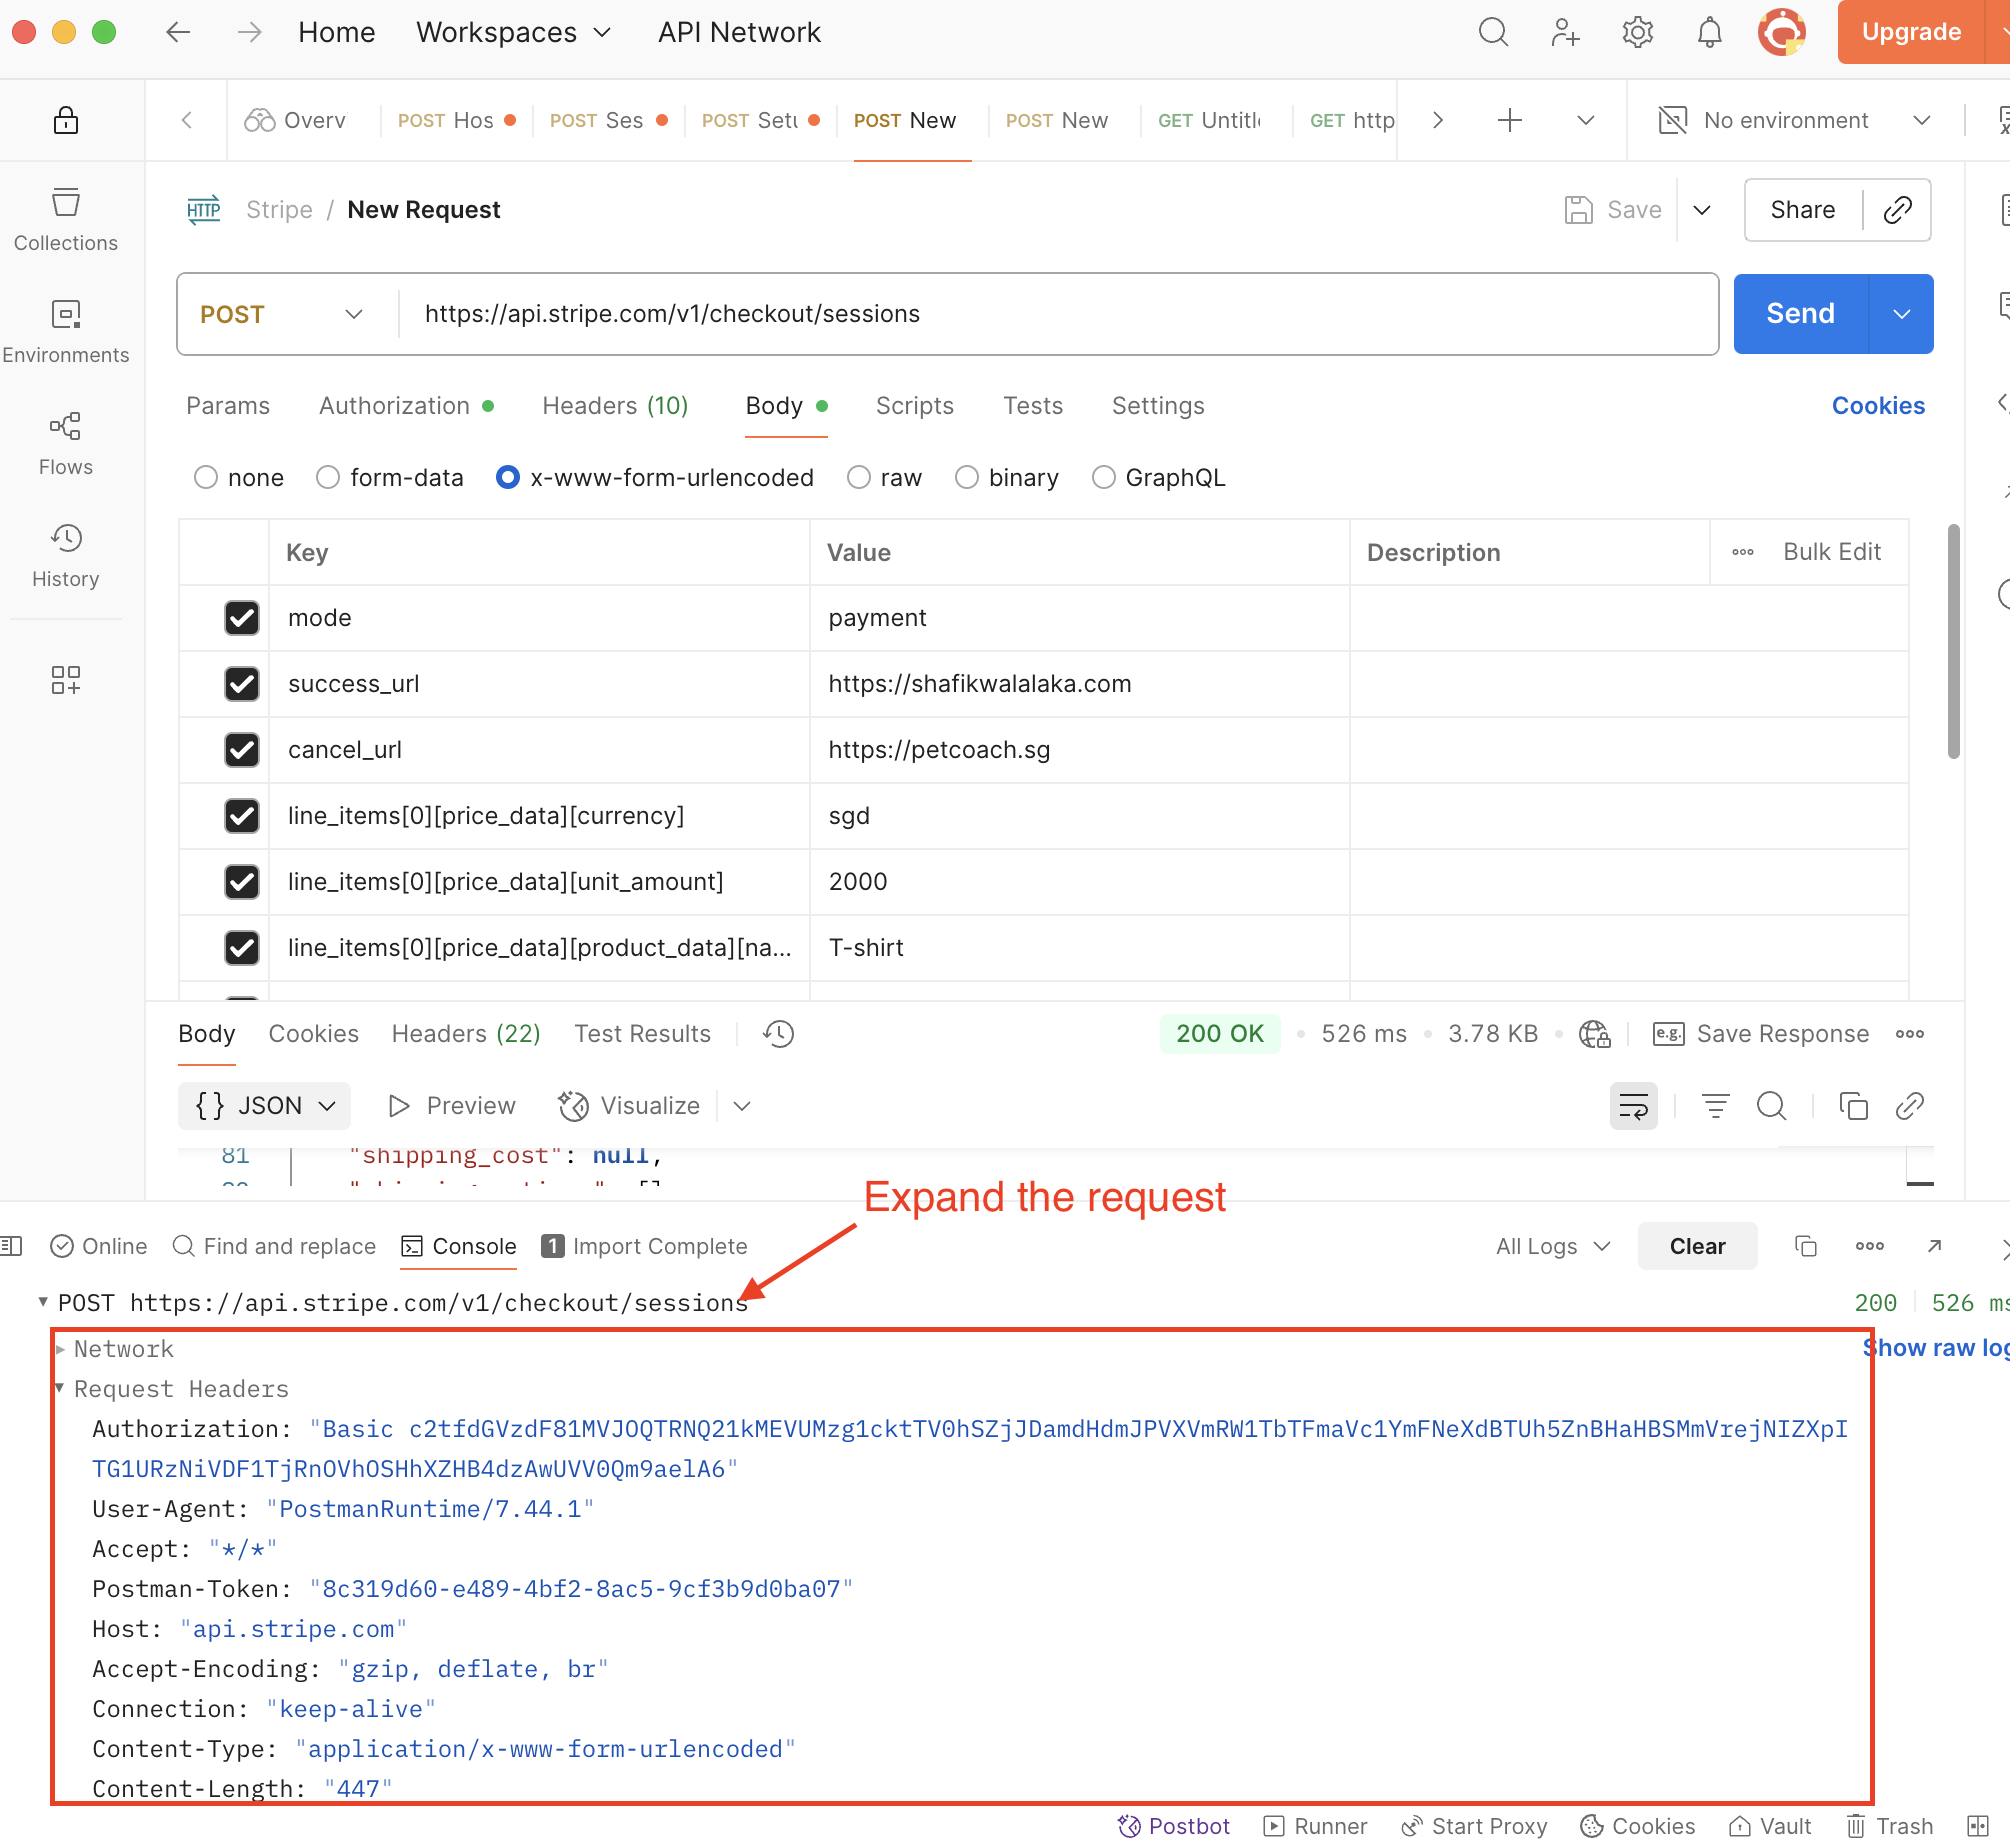 Home Workspaces API Network Upgrade
Overv POST Hos POST Ses POST Setu POST New POST New GET Untitle GET http No environment
Collections
Environments
Flows
History
HTTP Stripe / New Request Save Share
POST https://api.stripe.com/v1/checkout/sessions Send
Params Authorization Headers (10) Body Scripts Tests Settings Cookies
none form-data x-www-form-urlencoded raw binary GraphQL
Key Value Description Bulk Edit
mode payment
success_url https://shafikwalalaka.com
cancel_url https://petcoach.sg
line_items[0][price_data][currency] sgd
line_items[0][price_data][unit_amount] 2000
line_items[0][price_data][product_data][na... T-shirt
Body Cookies Headers (22) Test Results 200 OK 526 ms 3.78 KB e.g. Save Response
{} JSON Preview Visualize
81 "shipping_cost": null,
Expand the request
Online Find and replace Console 1 Import Complete All Logs Clear
POST https://api.stripe.com/v1/checkout/sessions 200 526 ms
Network Show raw log
Request Headers
Authorization: "Basic c2tfdGVzdF81MVJOQTRNQ21kMEVUMzg1cktTV0hSZjJDamdHdmJPVXVmRW1TbTFmaVc1YmFNeXdBTUh5ZnBHaHBSMmVrejNIZXpI
TG1URzNiVDF1TjRnOVhOSHhXZHB4dzAwUVV0Qm9aelA6"
User-Agent: "PostmanRuntime/7.44.1"
Accept: "*/*"
Postman-Token: "8c319d60-e489-4bf2-8ac5-9cf3b9d0ba07"
Host: "api.stripe.com"
Accept-Encoding: "gzip, deflate, br"
Connection: "keep-alive"
Content-Type: "application/x-www-form-urlencoded"
Content-Length: "447"
Postbot Runner Start Proxy Cookies Vault Trash